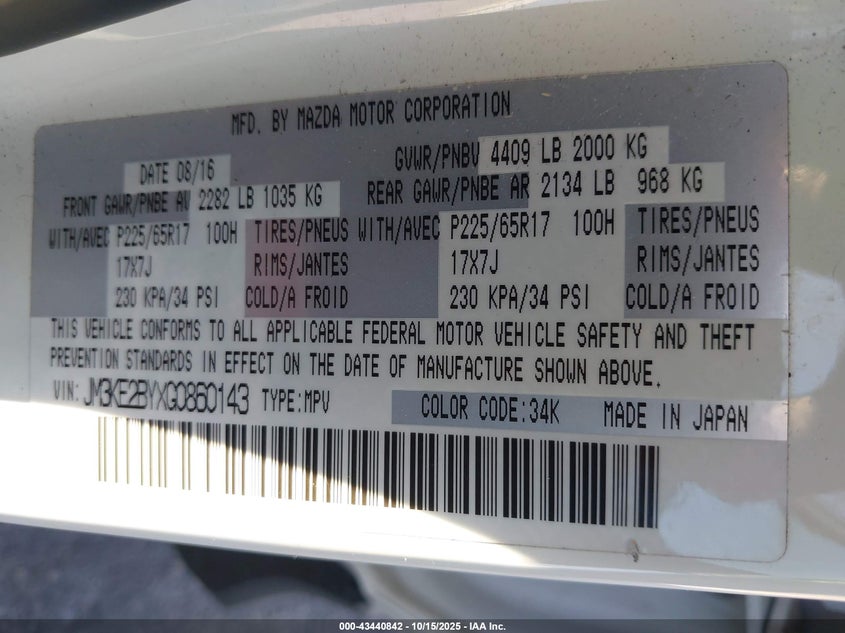 MFD. BY MAZDA MOTOR CORPORATION
DATE 08/16 GVWR/PNBV 4409 LB 2000 KG
FRONT GAWR/PNBE AV 2282 LB 1035 KG REAR GAWR/PNBE AR 2134 LB 968 KG
WITH/AVEC P225/65R17 100H TIRES/PNEUS WITH/AVEC P225/65R17 100H TIRES/PNEUS
17X7J RIMS/JANTES 17X7J RIMS/JANTES
230 KPA/34 PSI COLD/A FROID 230 KPA/34 PSI COLD/A FROID
THIS VEHICLE CONFORMS TO ALL APPLICABLE FEDERAL MOTOR VEHICLE SAFETY AND THEFT
PREVENTION STANDARDS IN EFFECT ON THE DATE OF MANUFACTURE SHOWN ABOVE.
VIN: JM3KE2BYXG0860143 TYPE: MPV COLOR CODE:34K MADE IN JAPAN
000-43440842 - 10/15/2025 - IAA Inc.